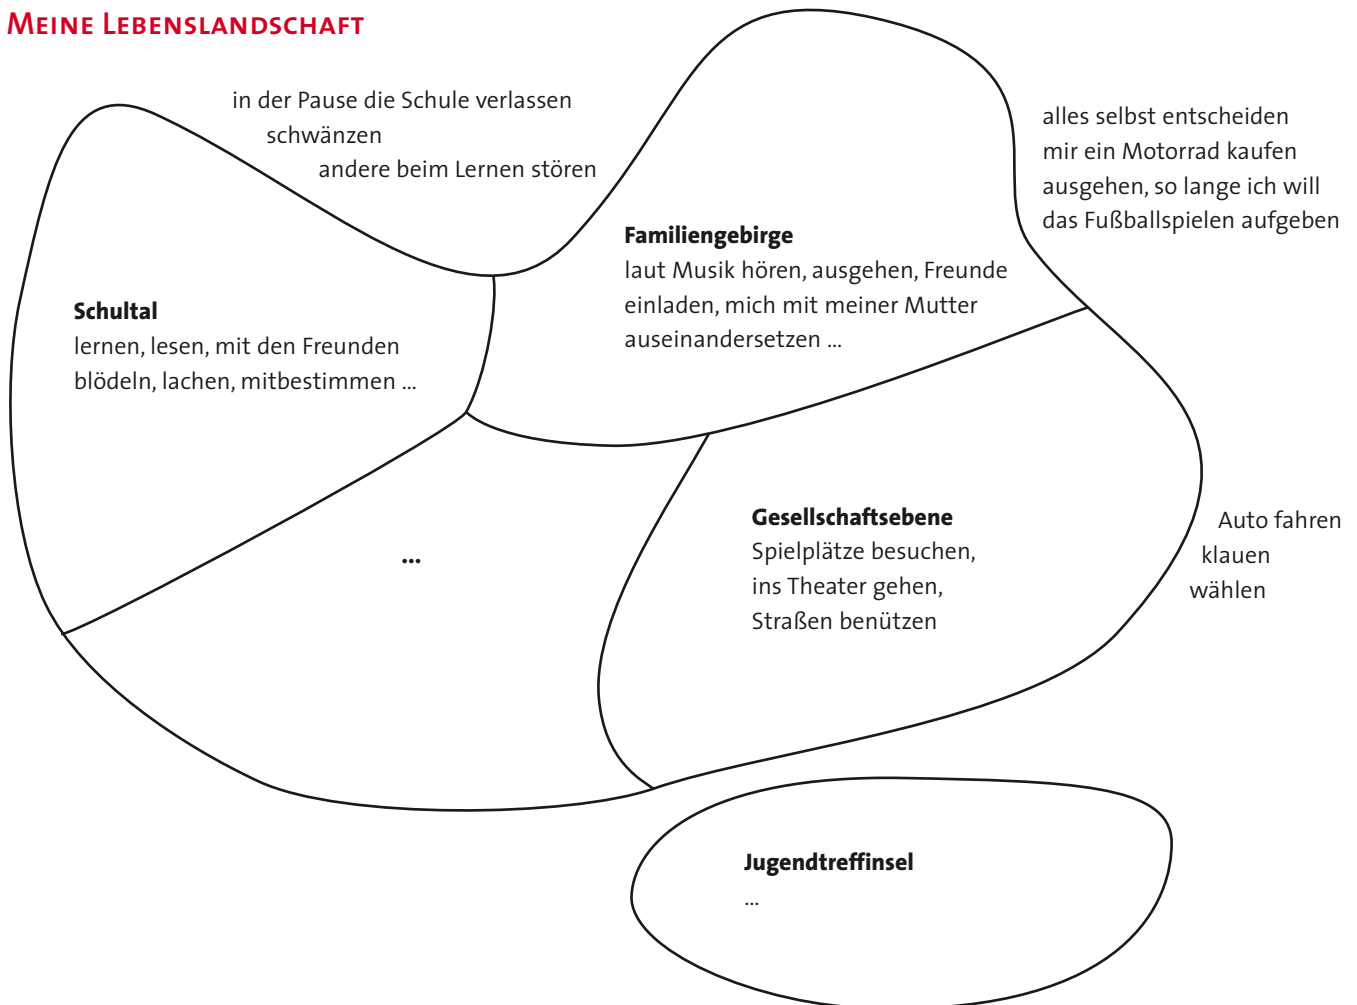 MEINE LEBENSLANDSCHAFT
in der Pause die Schule verlassen
schwänzen
andere beim Lernen stören
alles selbst entscheiden
mir ein Motorrad kaufen
ausgehen, so lange ich will
das Fußballspielen aufgeben
Familiengebirge
laut Musik hören, ausgehen, Freunde
einladen, mich mit meiner Mutter
auseinandersetzen ...
Schultal
lernen, lesen, mit den Freunden
blödeln, lachen, mitbestimmen ...
...
Gesellschaftsebene
Spielplätze besuchen,
ins Theater gehen,
Straßen benützen
Auto fahren
klauen
wählen
Jugendtreffinsel
...